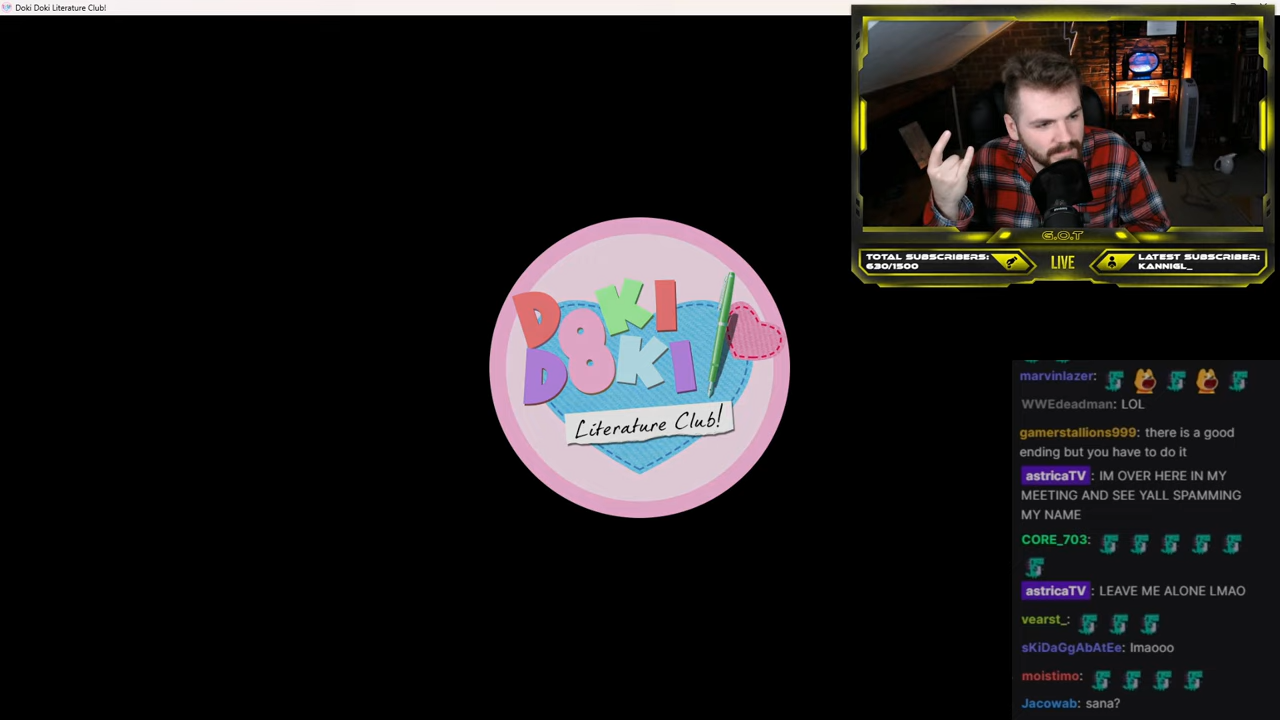 Doki Doki Literature Club!
DOKI
DOKI
Literature Club!
G.O.T
TOTAL SUBSCRIBERS:
630/1500
LIVE
LATEST SUBSCRIBER:
KANNIGL_
marvinlazer:
WWEdeadman: LOL
gamerstallions999: there is a good
ending but you have to do it
astricaTV: IM OVER HERE IN MY
MEETING AND SEE YALL SPAMMING
MY NAME
CORE_703:
astricaTV: LEAVE ME ALONE LMAO
vearst_:
sKiDaGgAbAtEe: lmaooo
moistimo:
Jacowab: sana?